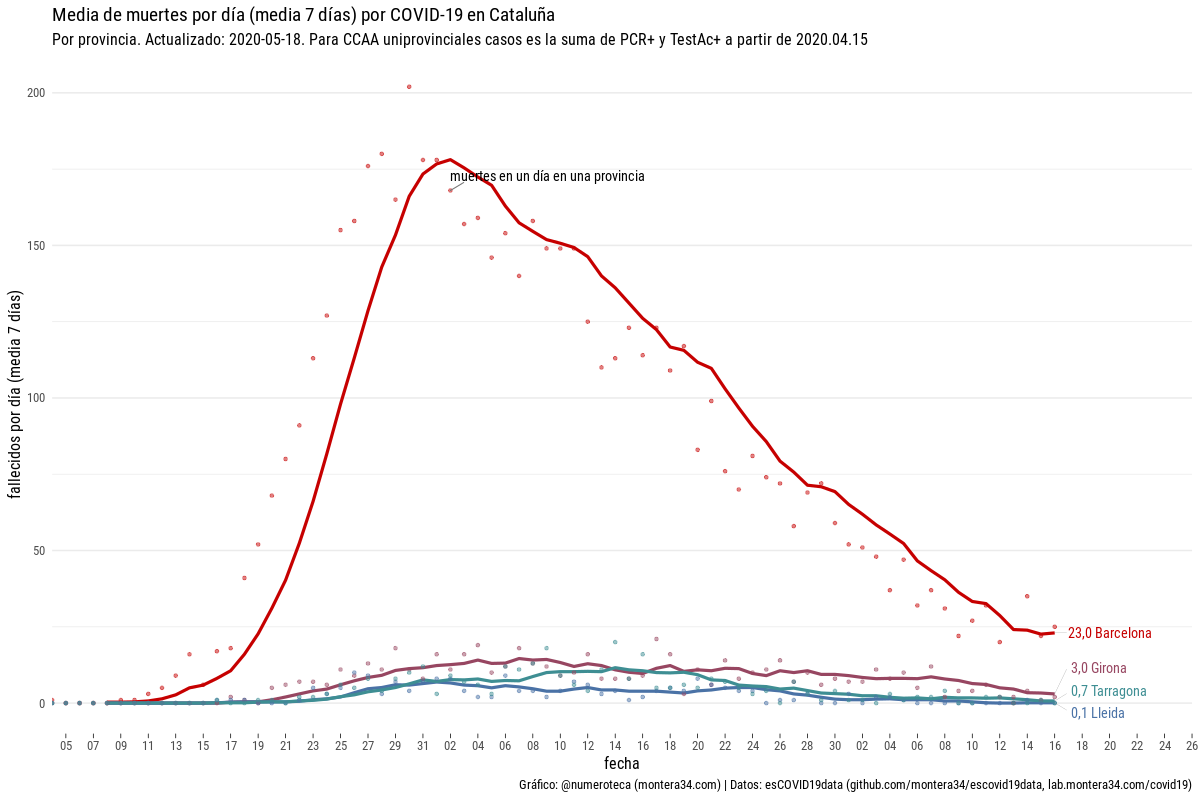 Media de muertes por día (media 7 días) por COVID-19 en Cataluña
Por provincia. Actualizado: 2020-05-18. Para CCAA uniprovinciales casos es la suma de PCR+ y TestAc+ a partir de 2020.04.15
200
muertes en un día en una provincia
150
fallecidos por día (media 7 días)
100
50
23,0 Barcelona
3,0 Girona
0,7 Tarragona
0
0,1 Lleida
05 07 09 11 13 15 17 19 21 23 25 27 29 31 02 04 06 08 10 12 14 16 18 20 22 24 26 28 30 02 04 06 08 10 12 14 16 18 20 22 24 26
fecha
Gráfico: @numeroteca (montera34.com) | Datos: esCOVID19data (github.com/montera34/escovid19data, lab.montera34.com/covid19)